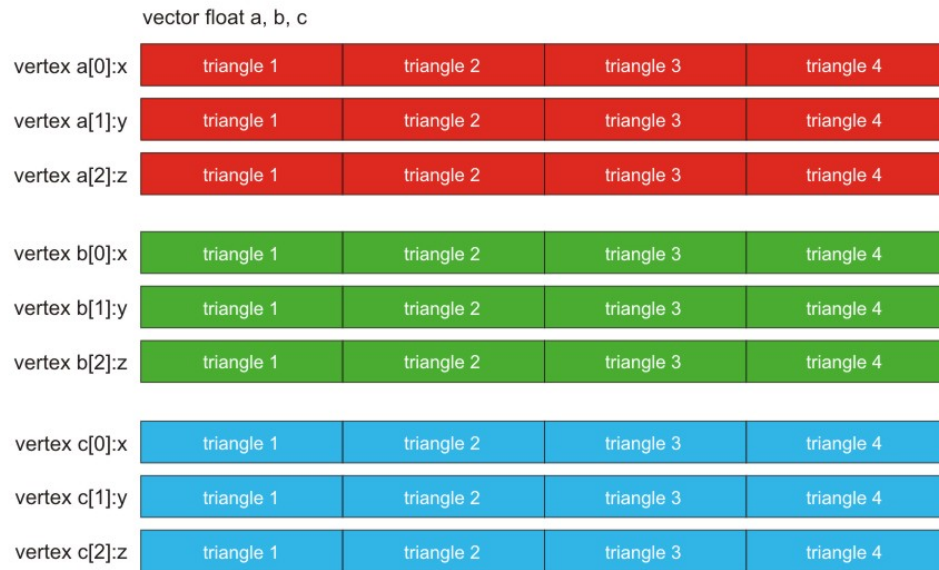 vector float a, b, c
vertex a[0]:x triangle 1 triangle 2 triangle 3 triangle 4
vertex a[1]:y triangle 1 triangle 2 triangle 3 triangle 4
vertex a[2]:z triangle 1 triangle 2 triangle 3 triangle 4
vertex b[0]:x triangle 1 triangle 2 triangle 3 triangle 4
vertex b[1]:y triangle 1 triangle 2 triangle 3 triangle 4
vertex b[2]:z triangle 1 triangle 2 triangle 3 triangle 4
vertex c[0]:x triangle 1 triangle 2 triangle 3 triangle 4
vertex c[1]:y triangle 1 triangle 2 triangle 3 triangle 4
vertex c[2]:z triangle 1 triangle 2 triangle 3 triangle 4